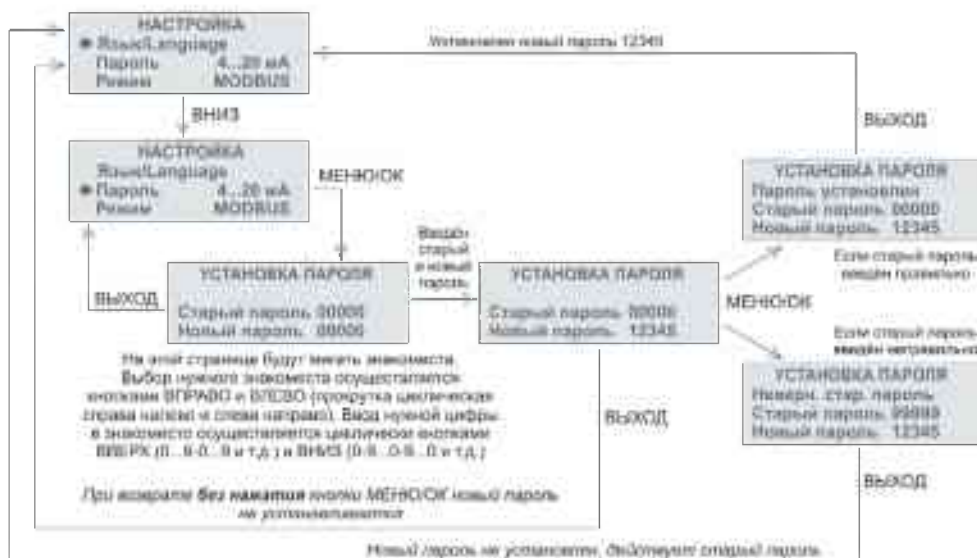 НАСТРОЙКА
Язык/Language
Пароль 4...20 мА
Режим MODBUS
Установлен новый пароль 12345
ВНИЗ
ВЫХОД
НАСТРОЙКА
Язык/Language
Пароль 4...20 мА
Режим MODBUS
МЕНЮ/ОК
УСТАНОВКА ПАРОЛЯ
Пароль установлен
Старый пароль 00000
Новый пароль 12345
Введён
старый
и новый
пароль
Если старый пароль
введён правильно
УСТАНОВКА ПАРОЛЯ
Старый пароль 00000
Новый пароль 00000
ВЫХОД
УСТАНОВКА ПАРОЛЯ
Старый пароль 00000
Новый пароль 12345
МЕНЮ/ОК
Если старый пароль
введён неправильно
УСТАНОВКА ПАРОЛЯ
Неверн. стар. пароль
Старый пароль
Новый пароль 12345
На этой странице будут мигать знакоместа.
Выбор нужного знакоместа осуществляется
кнопками ВПРАВО и ВЛЕВО (прокрутка циклическая
справа налево и слева направо). Ввод нужной цифры
в знакоместо осуществляется циклически кнопками
ВВЕРХ (0...9-0...9 и т.д.) и ВНИЗ (0-9...0-9...0 и т.д.)
ВЫХОД
ВЫХОД
При возврате без нажатия кнопки МЕНЮ/ОК новый пароль
не устанавливается
Новый пароль не установлен, действует старый пароль